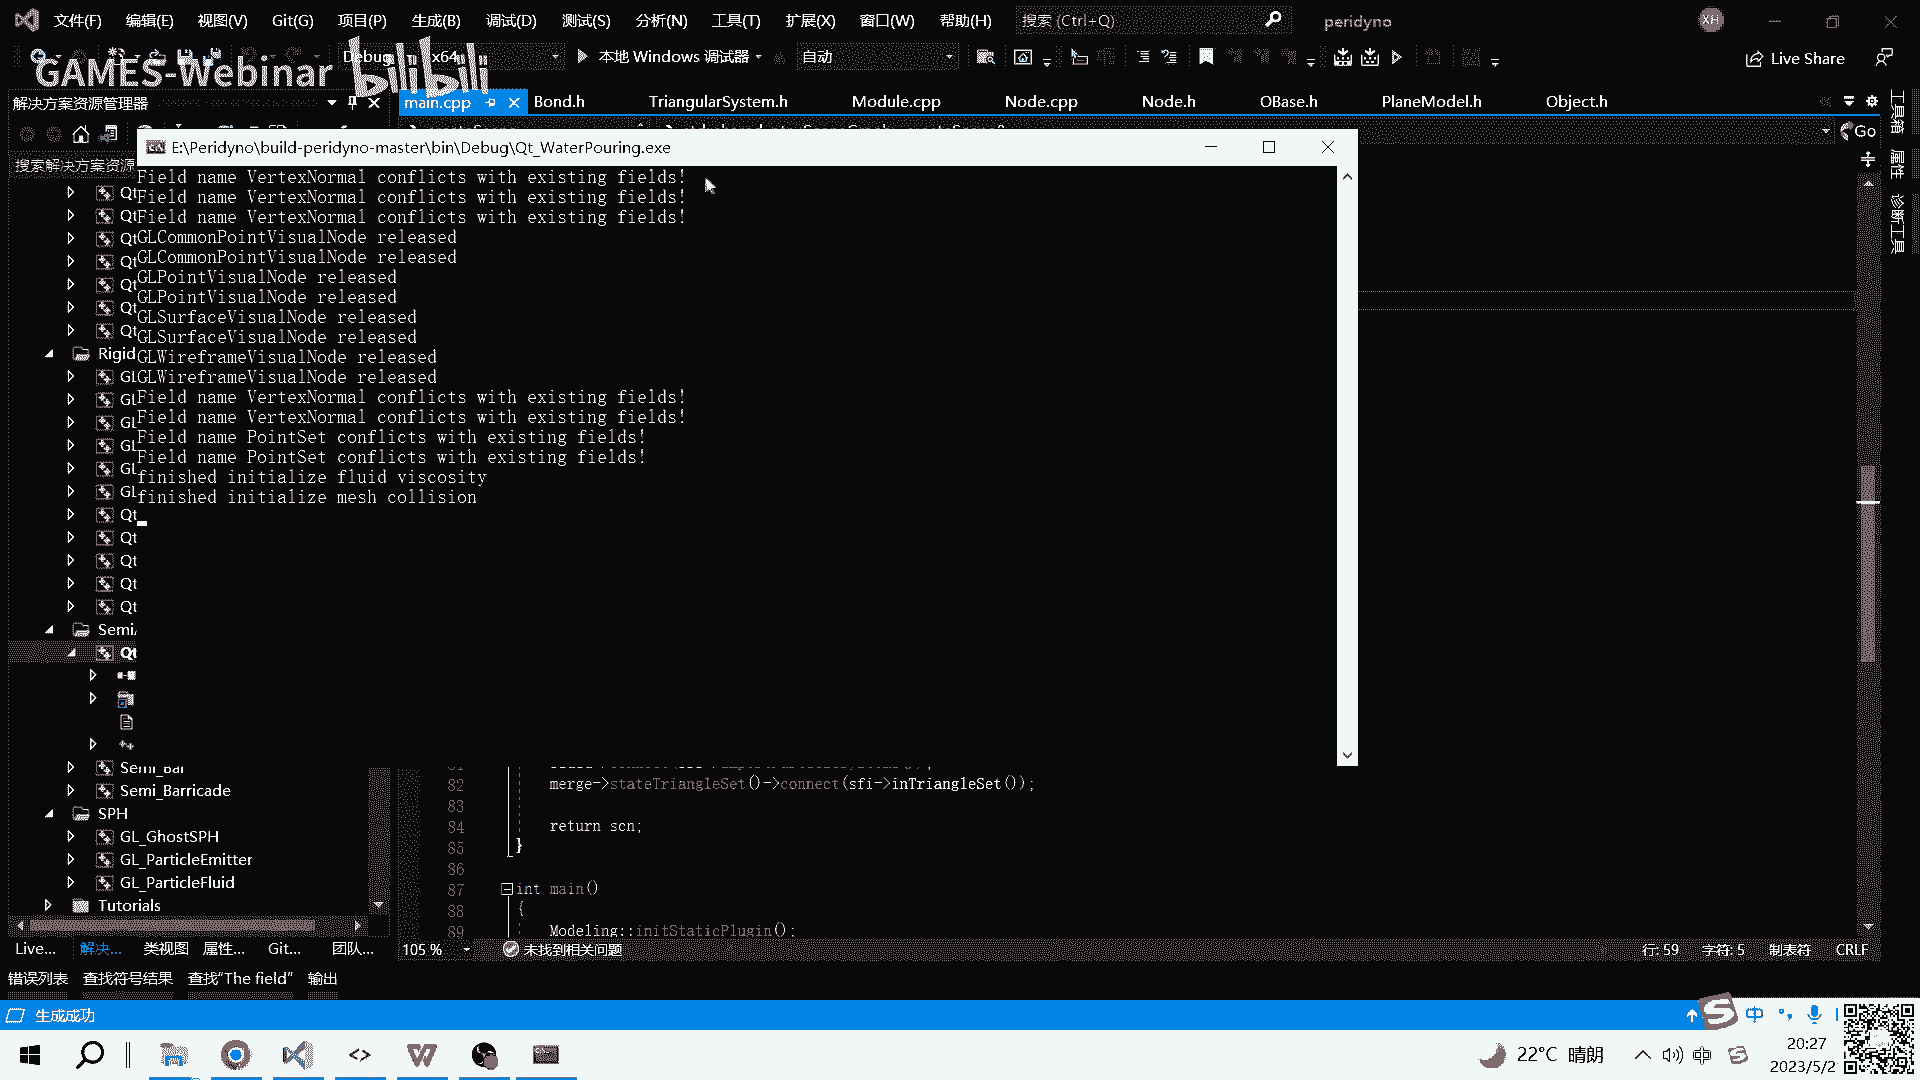 文件(F) 编辑(E) 视图(V) Git(G) 项目(P) 生成(B) 调试(D) 测试(S) 分析(N) 工具(T) 扩展(X) 窗口(W) 帮助(H) 搜索 (Ctrl+Q) peridyno XH
Debug x64 本地 Windows 调试器 自动 Live Share
GAMES-Webinar bilibili
解决方案资源管理器 main.cpp Bond.h TriangularSystem.h Module.cpp Node.cpp Node.h OBase.h PlaneModel.h Object.h
Go
搜索解决方案资源
工具箱
属性
诊断工具
E:\Peridyno\build-peridyno-master\bin\Debug\Qt_WaterPouring.exe
Field name VertexNormal conflicts with existing fields!
Field name VertexNormal conflicts with existing fields!
Field name VertexNormal conflicts with existing fields!
GLCommonPointVisualNode released
GLCommonPointVisualNode released
GLPointVisualNode released
GLPointVisualNode released
GLSurfaceVisualNode released
GLSurfaceVisualNode released
GLWireframeVisualNode released
GLWireframeVisualNode released
Field name VertexNormal conflicts with existing fields!
Field name VertexNormal conflicts with existing fields!
Field name PointSet conflicts with existing fields!
Field name PointSet conflicts with existing fields!
finished initialize fluid viscosity
finished initialize mesh collision
Qt
Qt
Qt
Qt
Qt
Qt
Qt
Rigid
GL
GL
GL
GL
GL
GL
Qt
Qt
Qt
Qt
Qt
Semi
Qt
Semi_Bar
Semi_Barricade
SPH
GL_GhostSPH
GL_ParticleEmitter
GL_ParticleFluid
Tutorials
82 merge->stateTriangleSet()->connect(sfi->inTriangleSet());
83
84 return scn;
85 }
86
87 int main()
88 {
89 Modeling::initStaticPlugin();
Live... 解决... 类视图 属性... Git... 团队... 105 % 未找到相关问题 行: 59 字符: 5 制表符 CRLF
错误列表 查找符号结果 查找"The field" 输出
生成成功 中
22°C 晴朗 中 20:27
2023/5/2